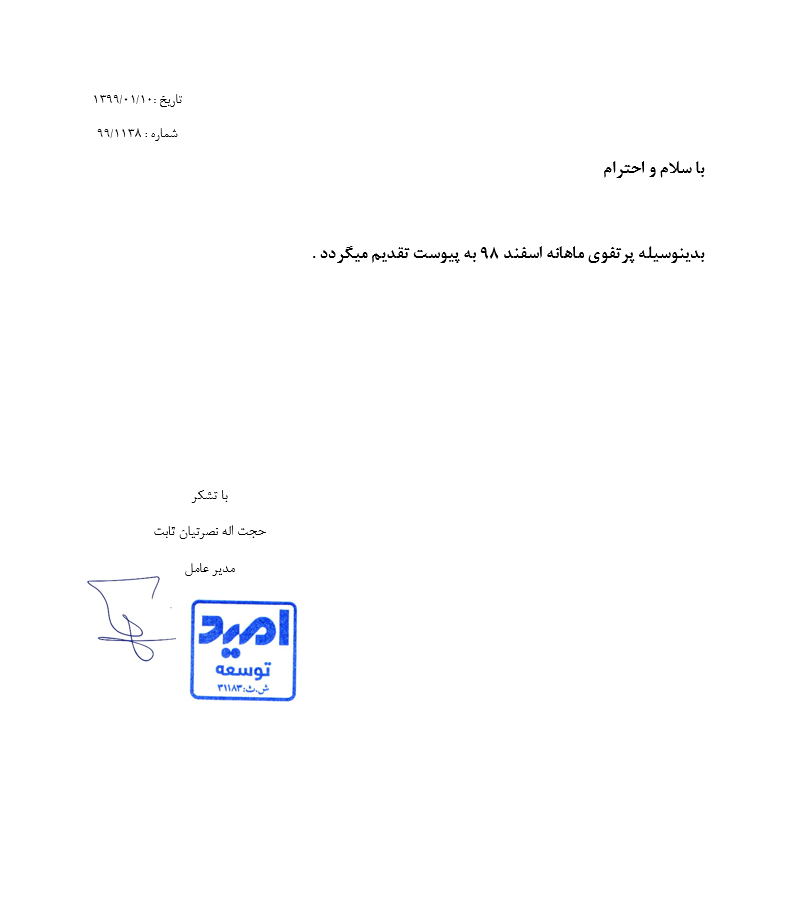 تاریخ :۱۳۹۹/۰۱/۱۰
شماره : ۹۹/۱۱۳۸
با سلام و احترام
بدینوسیله پرتفوی ماهانه اسفند ۹۸ به پیوست تقدیم میگردد .
با تشکر
حجت اله نصرتیان ثابت
مدیر عامل
امید
توسعه
ش.ث:۳۱۱۸۳